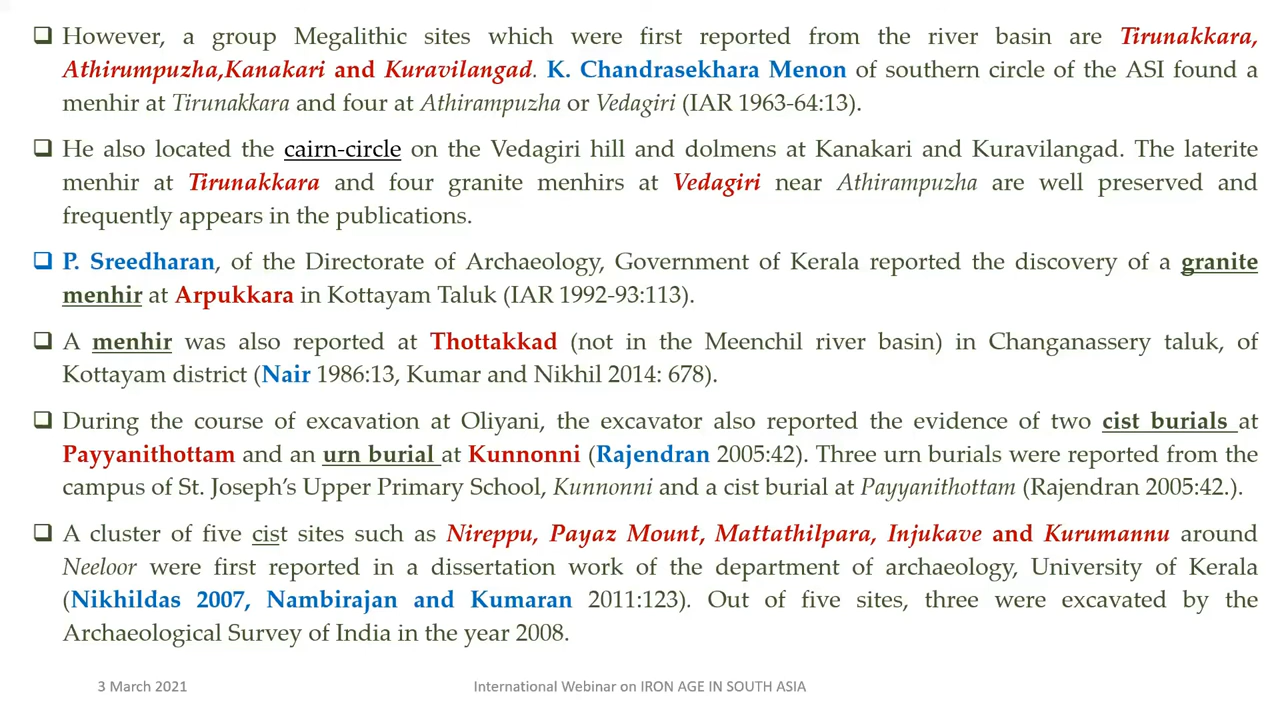 ❑ However, a group Megalithic sites which were first reported from the river basin are Tirunakkara,
Athirumpuzha,Kanakari and Kuravilangad. K. Chandrasekhara Menon of southern circle of the ASI found a
menhir at Tirunakkara and four at Athirampuzha or Vedagiri (IAR 1963-64:13).
❑ He also located the cairn-circle on the Vedagiri hill and dolmens at Kanakari and Kuravilangad. The laterite
menhir at Tirunakkara and four granite menhirs at Vedagiri near Athirampuzha are well preserved and
frequently appears in the publications.
❑ P. Sreedharan, of the Directorate of Archaeology, Government of Kerala reported the discovery of a granite
menhir at Arpukkara in Kottayam Taluk (IAR 1992-93:113).
❑ A menhir was also reported at Thottakkad (not in the Meenchil river basin) in Changanassery taluk, of
Kottayam district (Nair 1986:13, Kumar and Nikhil 2014: 678).
❑ During the course of excavation at Oliyani, the excavator also reported the evidence of two cist burials at
Payyanithottam and an urn burial at Kunnonni (Rajendran 2005:42). Three urn burials were reported from the
campus of St. Joseph's Upper Primary School, Kunnonni and a cist burial at Payyanithottam (Rajendran 2005:42.).
❑ A cluster of five cist sites such as Nireppu, Payaz Mount, Mattathilpara, Injukave and Kurumannu around
Neeloor were first reported in a dissertation work of the department of archaeology, University of Kerala
(Nikhildas 2007, Nambirajan and Kumaran 2011:123). Out of five sites, three were excavated by the
Archaeological Survey of India in the year 2008.
3 March 2021
International Webinar on IRON AGE IN SOUTH ASIA